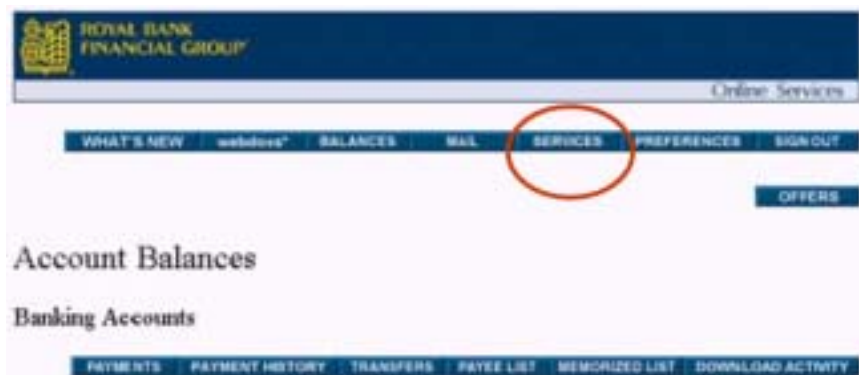 ROYAL BANK
FINANCIAL GROUP
Online Services
WHAT'S NEW webdoxs* BALANCES MAIL SERVICES PREFERENCES SIGN OUT
OFFERS
Account Balances
Banking Accounts
PAYMENTS PAYMENT HISTORY TRANSFERS PAYEE LIST MEMORIZED LIST DOWNLOAD ACTIVITY